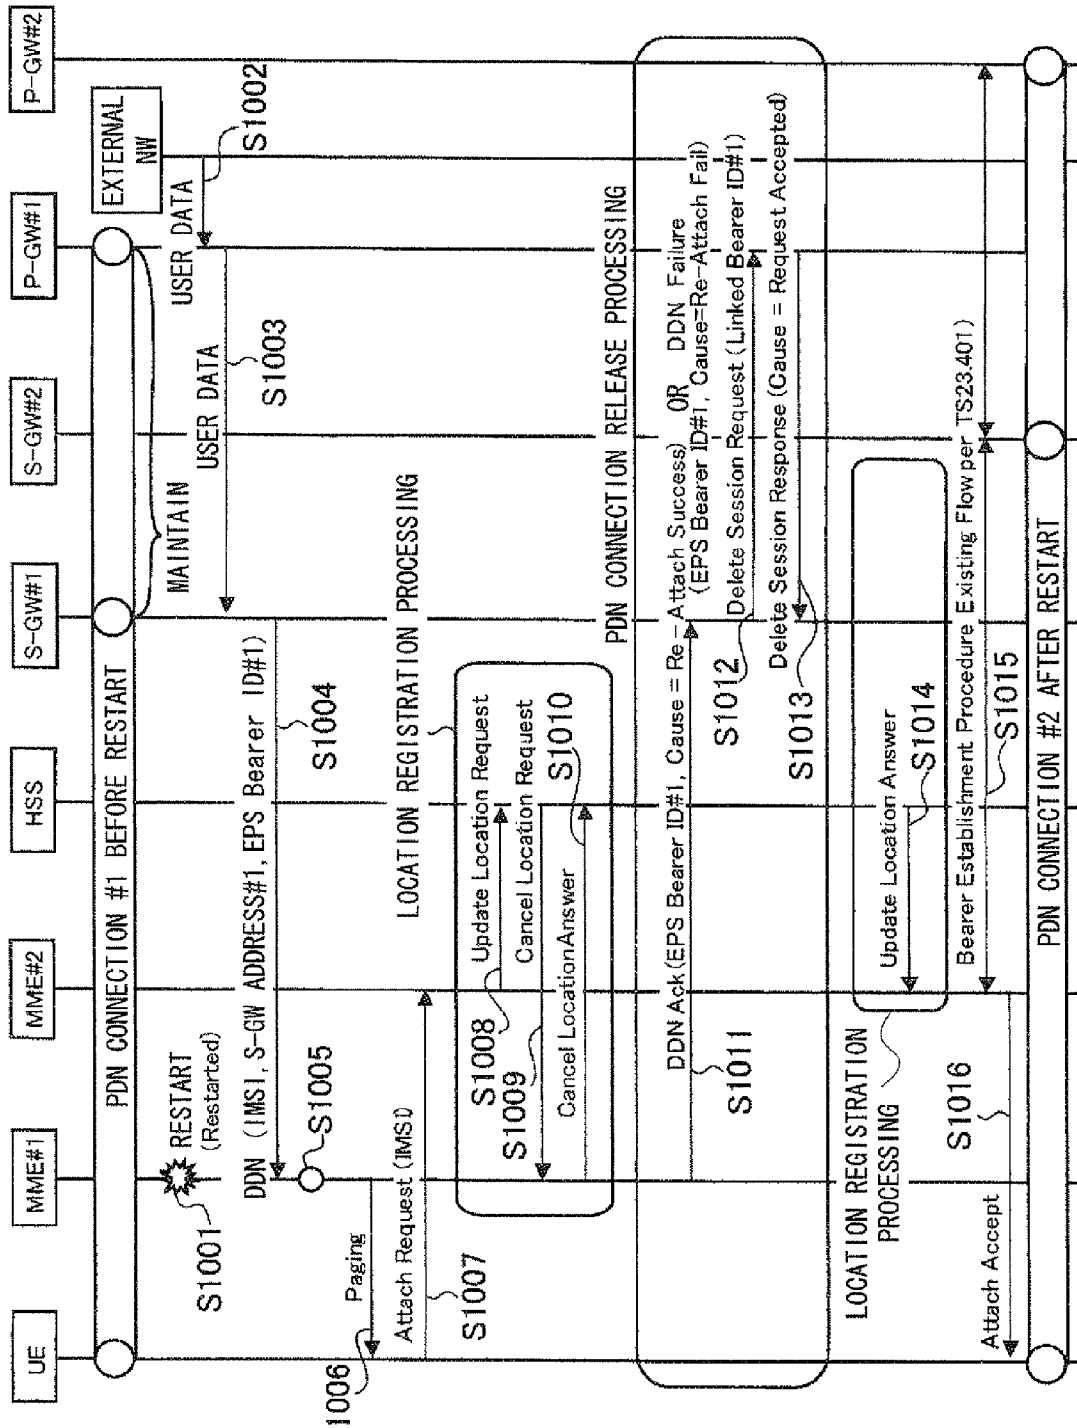 UE
MME#1
MME#2
HSS
S-GW#1
S-GW#2
P-GW#1
EXTERNAL
NW
P-GW#2
PDN CONNECTION #1 BEFORE RESTART
MAINTAIN
S1001
RESTART
(Restarted)
USER DATA
S1002
USER DATA
S1003
DDN (IMSI, S-GW ADDRESS#1, EPS Bearer ID#1)
S1004
S1005
Paging
1006
Attach Request (IMSI)
S1007
LOCATION REGISTRATION PROCESSING
Update Location Request
S1008
Cancel Location Request
S1009
Cancel LocationAnswer
S1010
PDN CONNECTION RELEASE PROCESSING
DDN Ack (EPS Bearer ID#1, Cause = Re-Attach Success) OR DDN Failure
(EPS Bearer ID#1, Cause=Re-Attach Fail)
S1011
Delete Session Request (Linked Bearer ID#1)
S1012
Delete Session Response (Cause = Request Accepted)
S1013
LOCATION REGISTRATION
PROCESSING
Update Location Answer
S1014
Bearer Establishment Procedure Existing Flow per TS23.401)
S1015
Attach Accept
S1016
PDN CONNECTION #2 AFTER RESTART